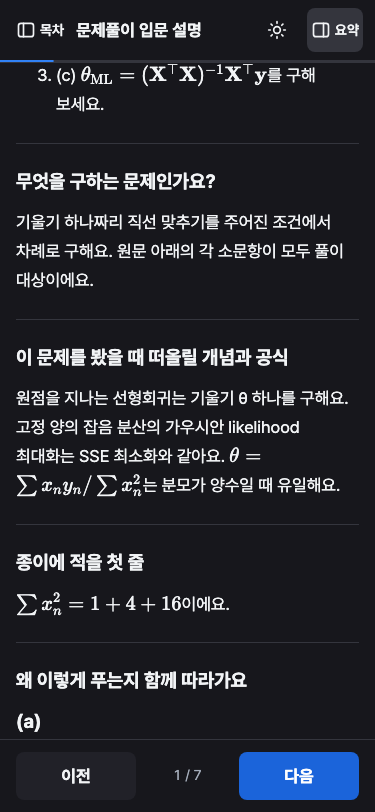 목차 문제풀이 입문 설명 요약
3. (c) θ_ML = (X^⊤X)^−1X^⊤y를 구해
보세요.
무엇을 구하는 문제인가요?
기울기 하나짜리 직선 맞추기를 주어진 조건에서
차례로 구해요. 원문 아래의 각 소문항이 모두 풀이
대상이에요.
이 문제를 봤을 때 떠올릴 개념과 공식
원점을 지나는 선형회귀는 기울기 θ 하나를 구해요.
고정 양의 잡음 분산의 가우시안 likelihood
최대화는 SSE 최소화와 같아요. θ =
∑ x_n y_n / ∑ x_n^2는 분모가 양수일 때 유일해요.
종이에 적을 첫 줄
∑ x_n^2 = 1 + 4 + 16이에요.
왜 이렇게 푸는지 함께 따라가요
(a)
이전 1 / 7 다음